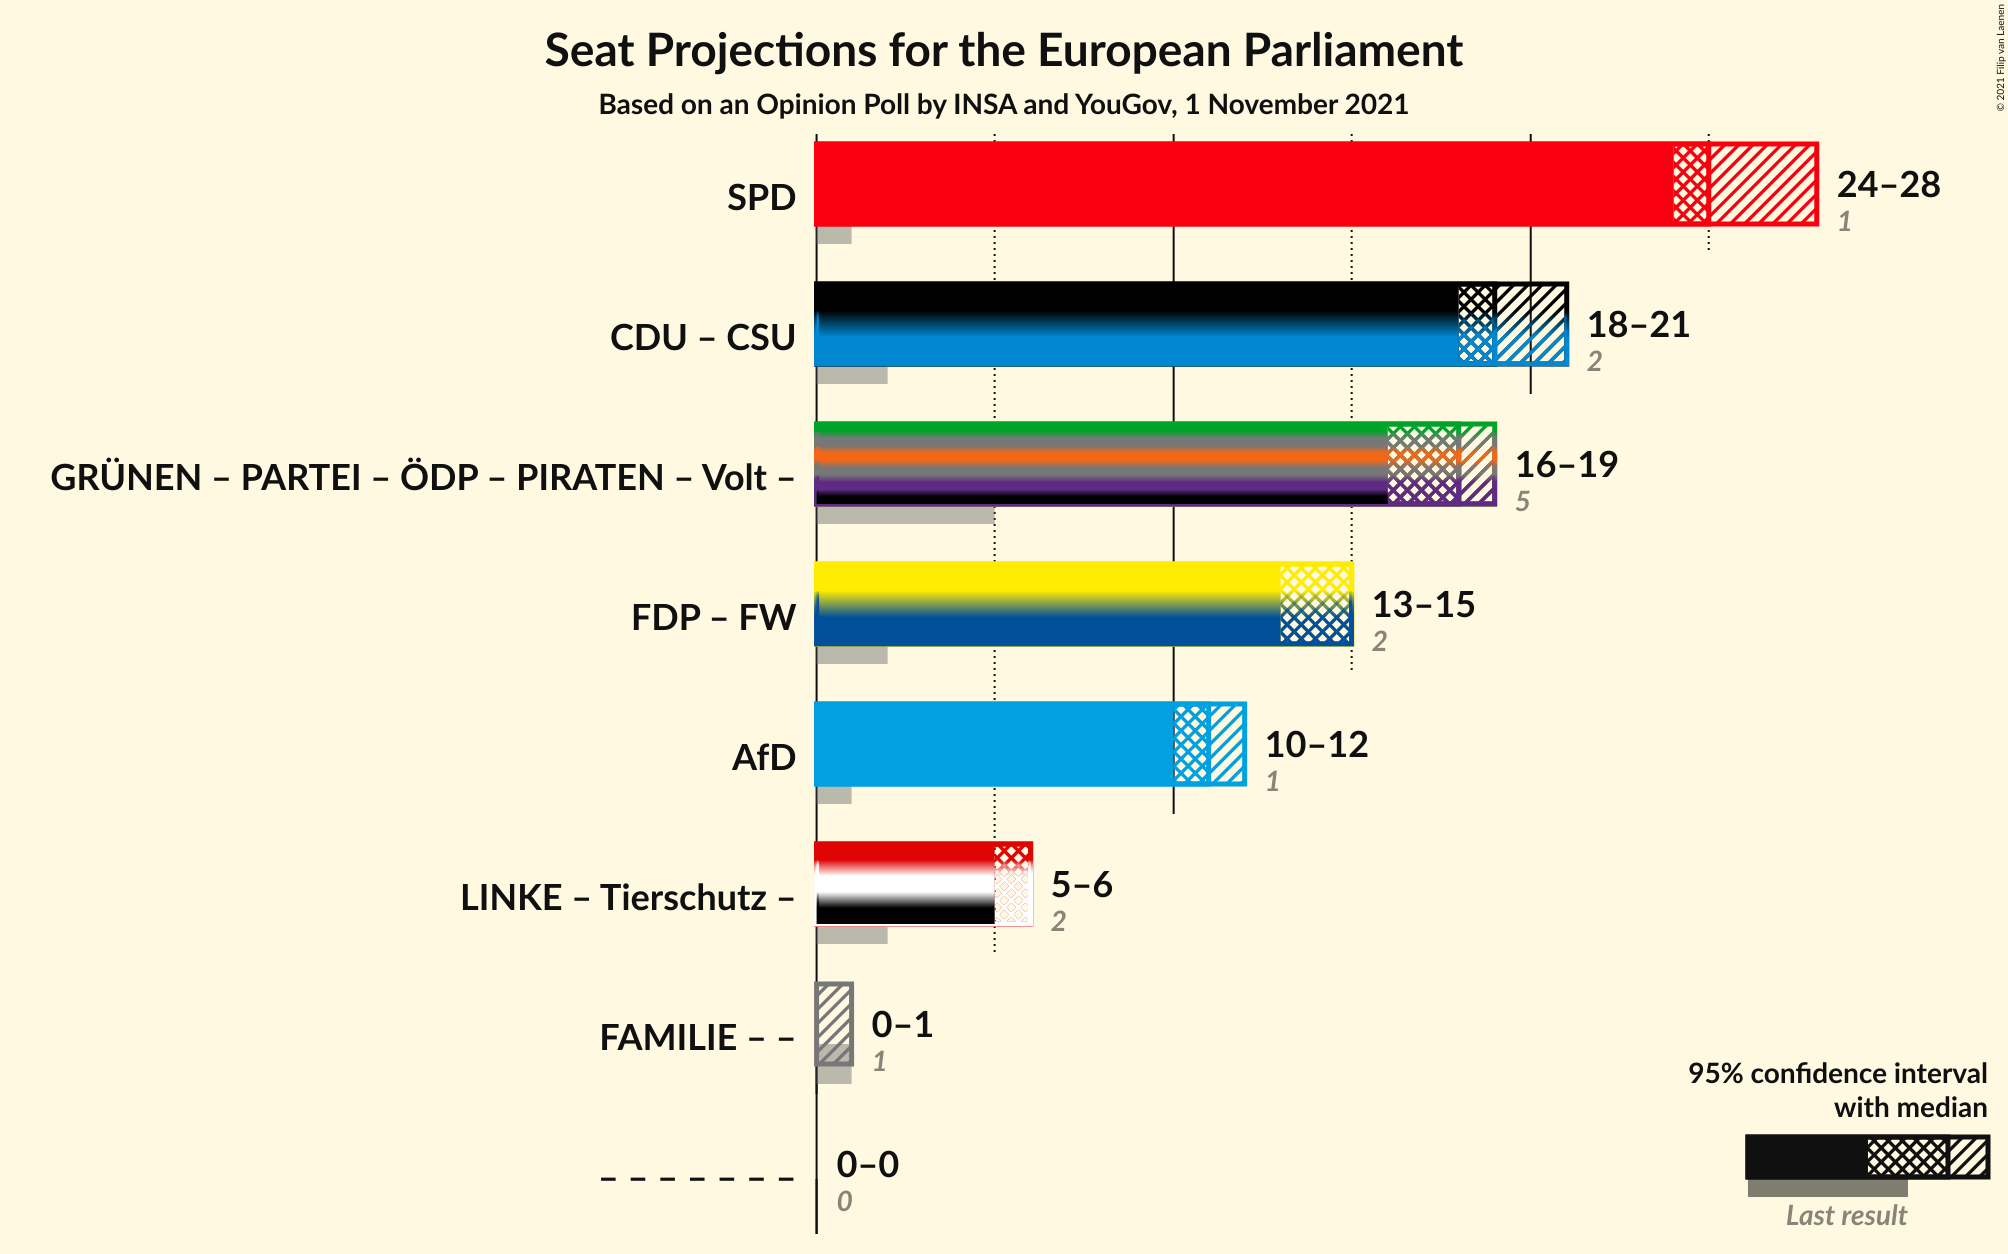 Seat Projections for the European Parliament
Based on an Opinion Poll by INSA and YouGov, 1 November 2021
© 2021 Filip van Laenen
SPD
24–28
1
CDU – CSU
18–21
2
GRÜNEN – PARTEI – ÖDP – PIRATEN – Volt –
16–19
5
FDP – FW
13–15
2
AfD
10–12
1
LINKE – Tierschutz –
5–6
2
FAMILIE – –
0–1
1
– – – – – – –
0–0
0
95% confidence interval
with median
Last result